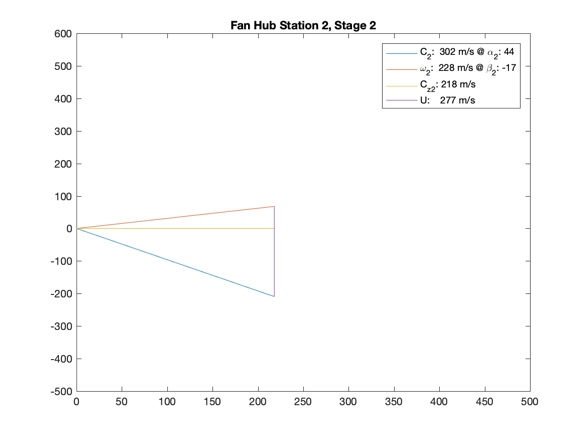 Fan Hub Station 2, Stage 2
600
500
400
300
200
100
0
-100
-200
-300
-400
-500
0 50 100 150 200 250 300 350 400 450 500
C₂: 302 m/s @ α₂: 44
ω₂: 228 m/s @ β₂: -17
C_z2: 218 m/s
U: 277 m/s